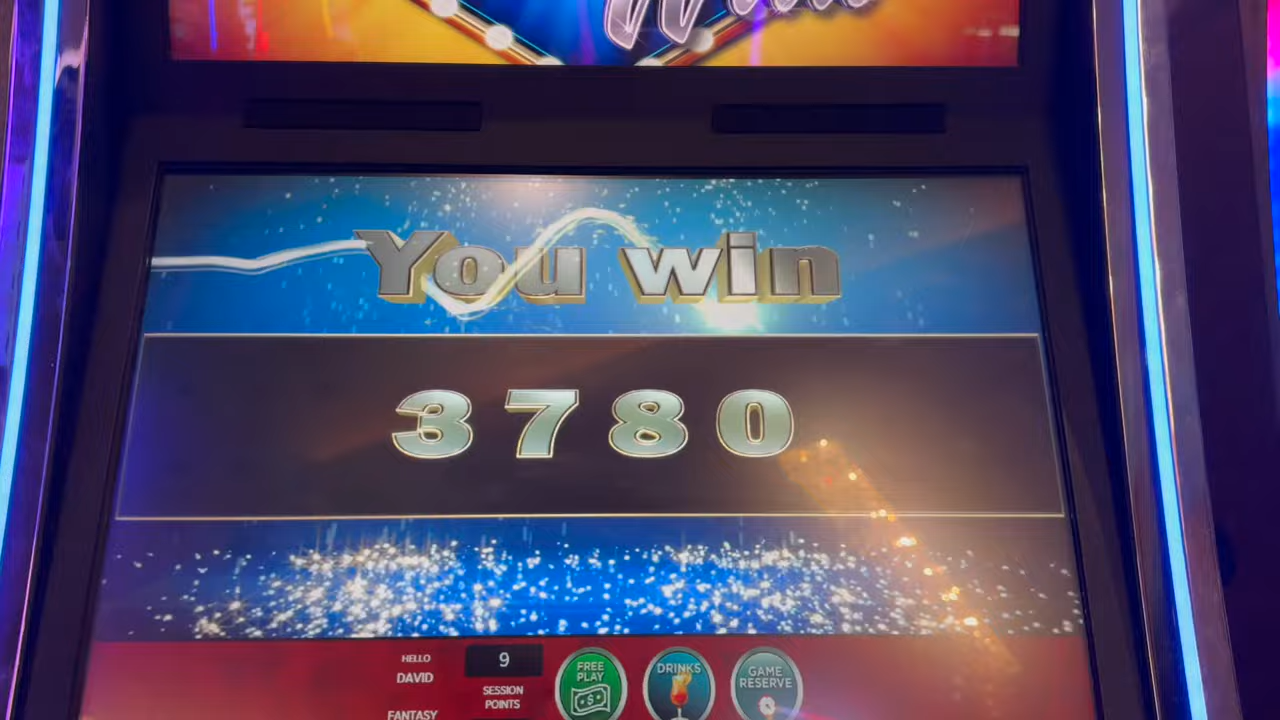 You win
3780
HELLO
DAVID
9
SESSION
POINTS
FREE
PLAY
DRINKS
GAME
RESERVE
FANTASY